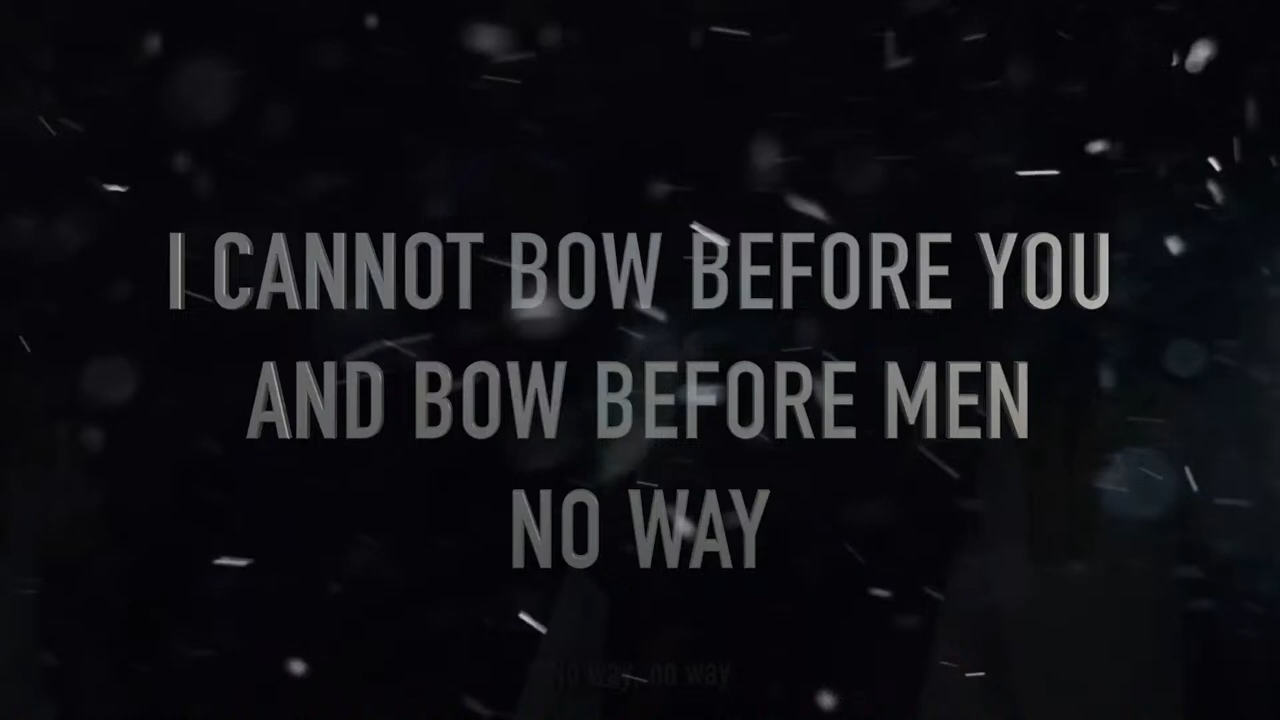 I CANNOT BOW BEFORE YOU
AND BOW BEFORE MEN
NO WAY
No way, no way